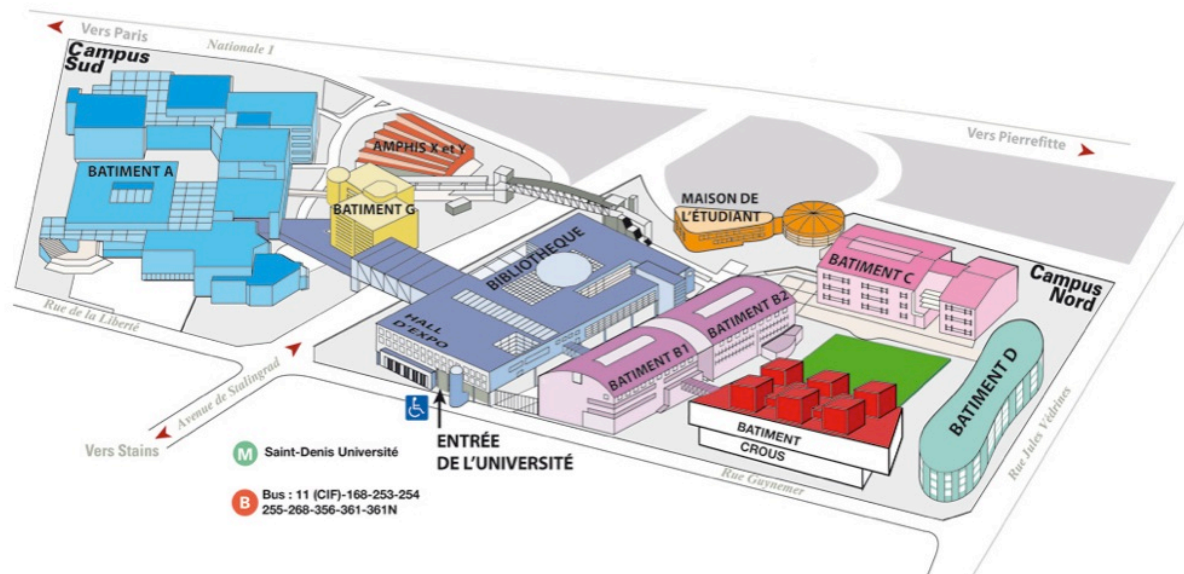 Vers Paris
Nationale I
Campus
Sud
AMPHIS X et Y
Vers Pierrefitte
BATIMENT A
BATIMENT G
MAISON DE
L'ÉTUDIANT
BIBLIOTHEQUE
BATIMENT C
Campus
Nord
Rue de la Liberté
HALL
D'EXPO
BATIMENT B2
BATIMENT B1
BATIMENT D
Avenue de Stalingrad
Vers Stains
BATIMENT
CROUS
Rue Jules Védrines
Rue Guynemer
ENTRÉE
DE L'UNIVERSITÉ
M Saint-Denis Université
B Bus : 11 (CIF)-168-253-254
255-268-356-361-361N